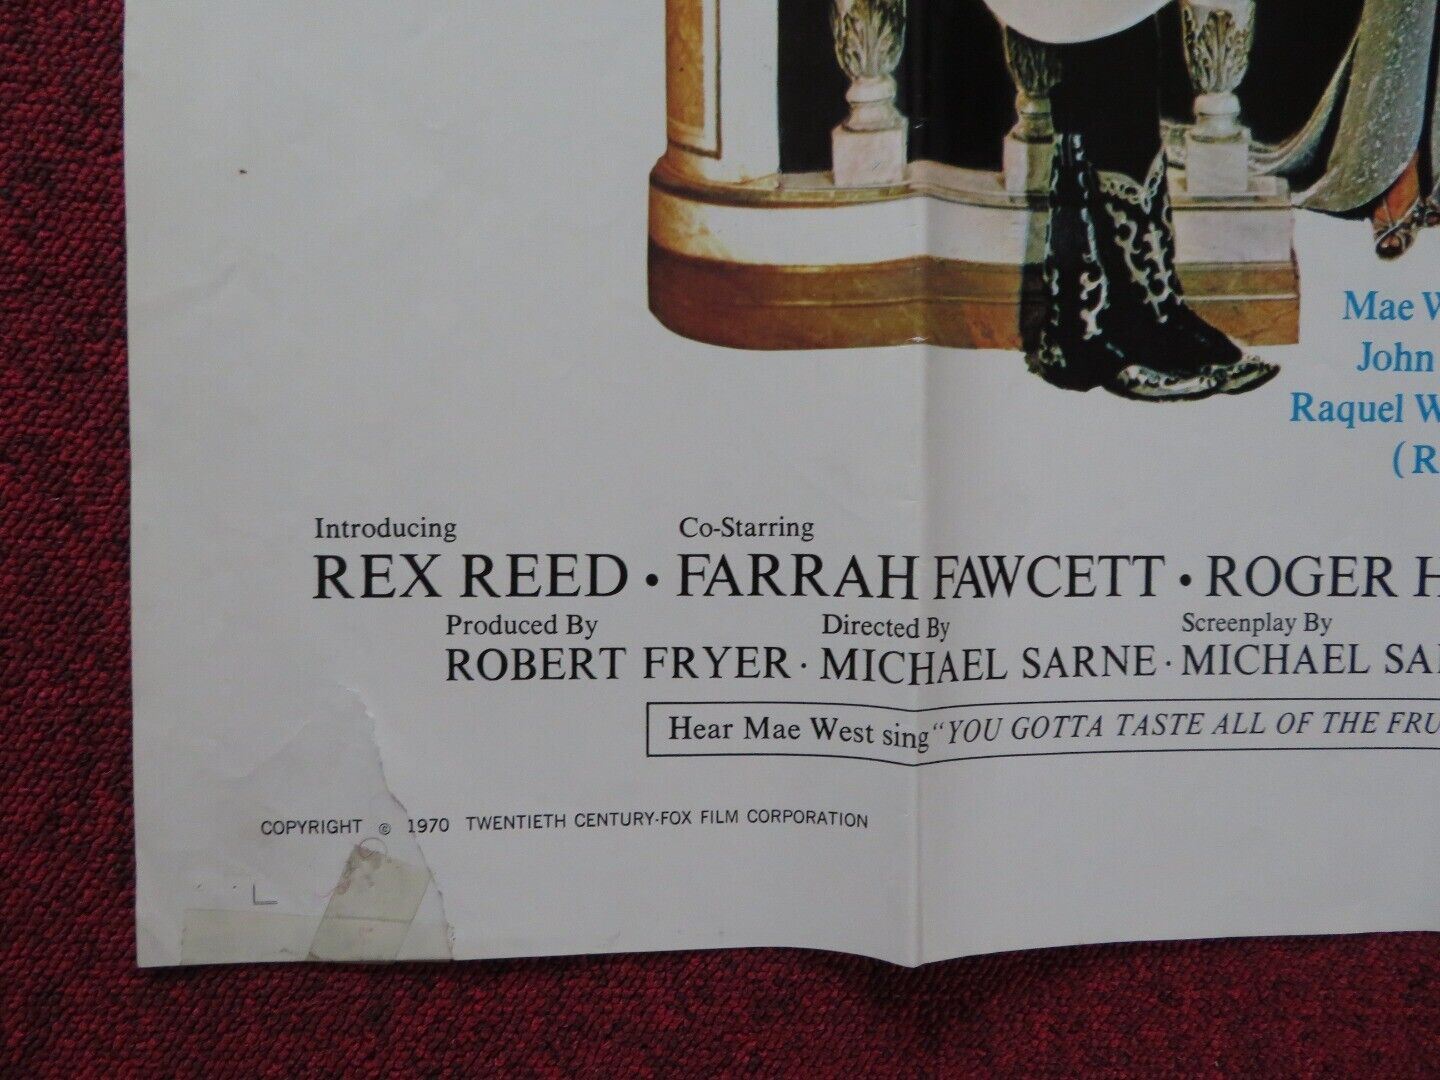 Mae
John
Raquel
(R
Introducing
Co-Starring
REX REED • FARRAH FAWCETT • ROGER H
Produced By
Directed By
Screenplay By
ROBERT FRYER · MICHAEL SARNE · MICHAEL
Hear Mae West sing "YOU GOTTA TASTE ALL OF THE
COPYRIGHT © 1970 TWENTIETH CENTURY-FOX FILM CORPORATION